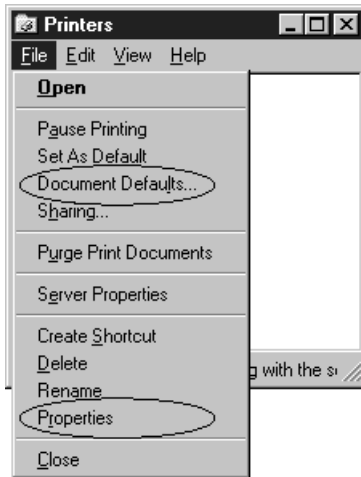 Printers
File Edit View Help
Open
Pause Printing
Set As Default
Document Defaults...
Sharing...
Purge Print Documents
Server Properties
Create Shortcut
Delete
Rename
Properties
Close
with the